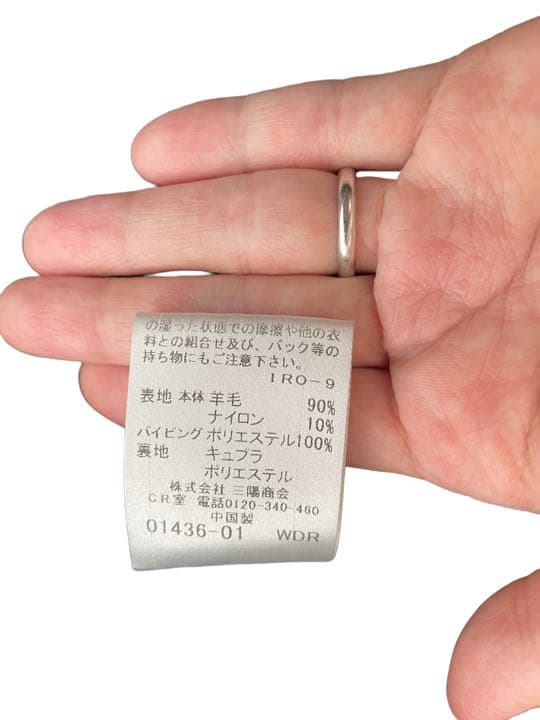 の湿った状態での摩擦や他の衣
料との組合せ及び、バック等の
持ち物にもご注意下さい。
IRO-9
表地 本体 羊毛 90%
ナイロン 10%
パイピング ポリエステル100%
裏地 キュプラ
ポリエステル
株式会社 三陽商会
C.R室 電話0120-340-460
中国製
01436-01 WDR